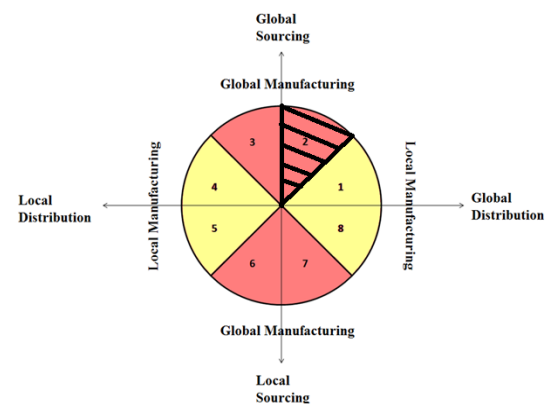 Global
Sourcing
Global Manufacturing
3
2
Local Manufacturing
4
1
Local Manufacturing
Local
Distribution
Global
Distribution
5
8
6
7
Global Manufacturing
Local
Sourcing